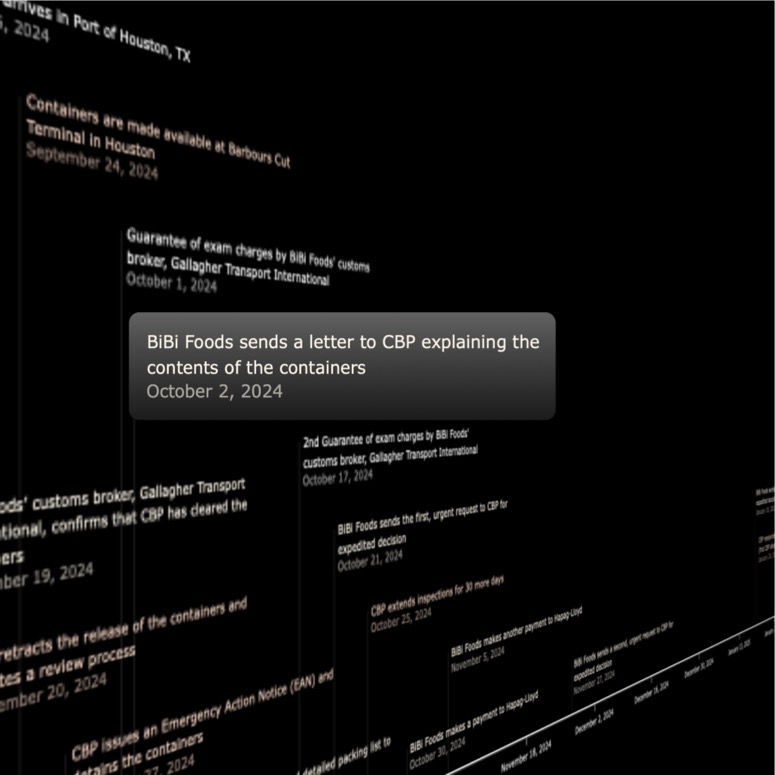 arrives in Port of Houston, TX
5, 2024
Containers are made available at Barbours Cut
Terminal in Houston
September 24, 2024
Guarantee of exam charges by BiBi Foods' customs
broker, Gallagher Transport International
October 1, 2024
BiBi Foods sends a letter to CBP explaining the
contents of the containers
October 2, 2024
2nd Guarantee of exam charges by BiBi Foods'
customs broker, Gallagher Transport International
October 17, 2024
ods' customs broker, Gallagher Transport
ational, confirms that CBP has cleared the
ners
mber 19, 2024
BiBi Foods sends the first, urgent request to CBP for
expedited decision
October 21, 2024
CBP extends inspections for 30 more days
October 25, 2024
retracts the release of the containers and
tes a review process
ember 20, 2024
BiBi Foods makes another payment to Hapag-Lloyd
November 5, 2024
BiBi Foods sends a second, urgent request to CBP for
expedited decision
November 27, 2024
CBP issues an Emergency Action Notice (EAN) and
detains the containers
27, 2024
detailed packing list to
BiBi Foods makes a payment to Hapag-Lloyd
October 30, 2024
November 18, 2024
December 2, 2024
December 16, 2024
December 30, 2024
January 13, 2025